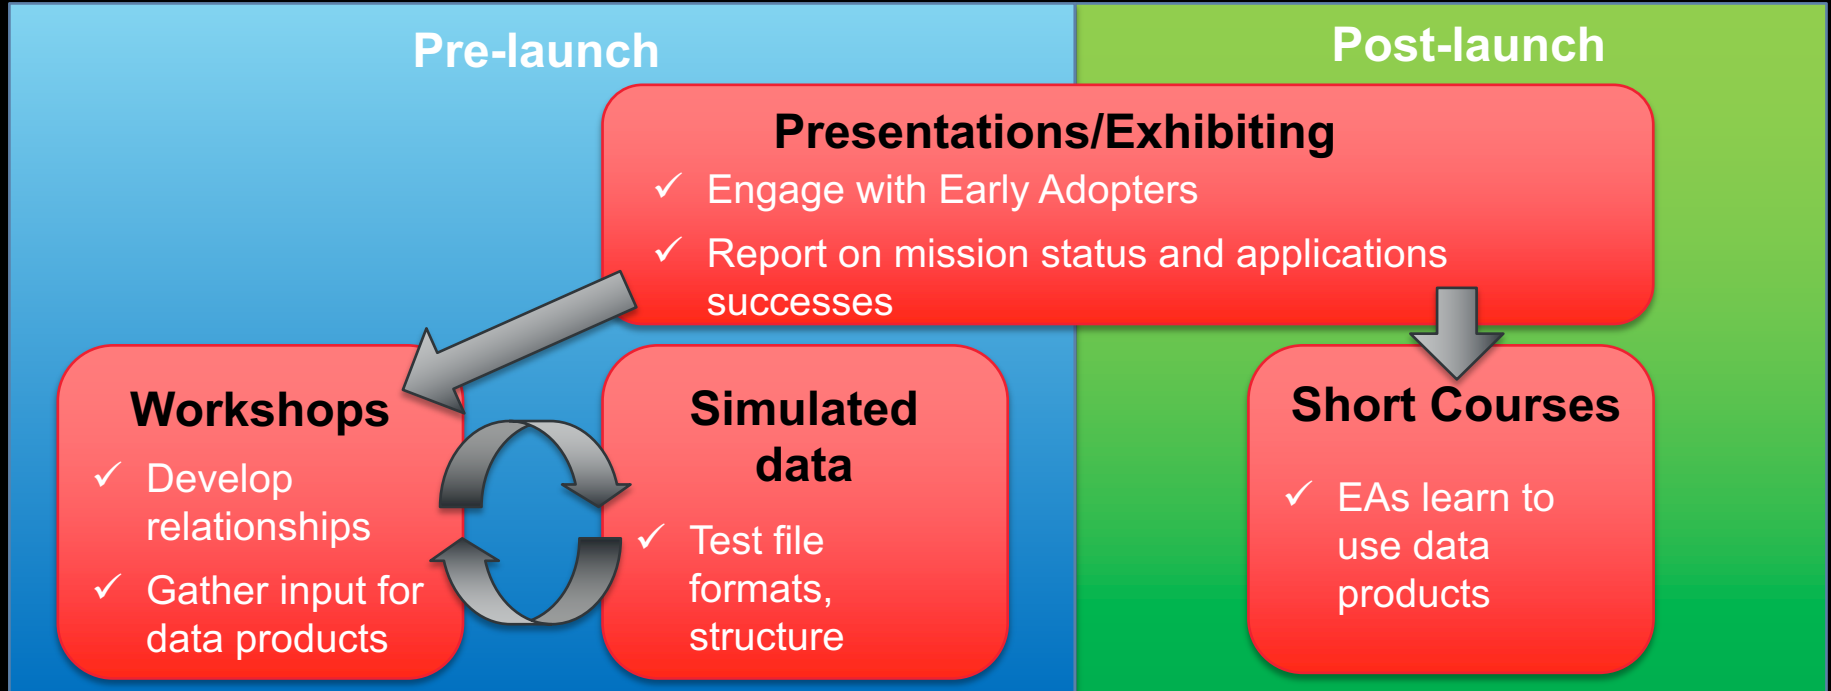 Pre-launch
Post-launch
Presentations/Exhibiting
✓ Engage with Early Adopters
✓ Report on mission status and applications
successes
Workshops
✓ Develop
relationships
✓ Gather input for
data products
Simulated
data
✓ Test file
formats,
structure
Short Courses
✓ EAs learn to
use data
products